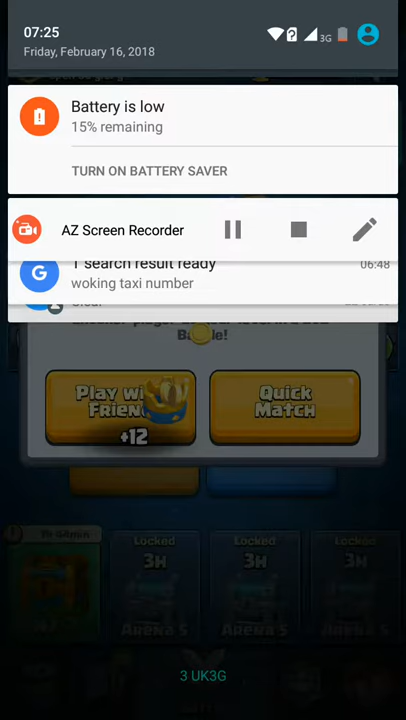 07:25
3G
Friday, February 16, 2018
Battery is low
15% remaining
TURN ON BATTERY SAVER
AZ Screen Recorder
1 search result ready
06:48
woking taxi number
Play
Quick
Match
+12
Locked
Locked
Locked
3H
3H
3H
Arena 5
Arena 5
Arena 5
3 UK3G